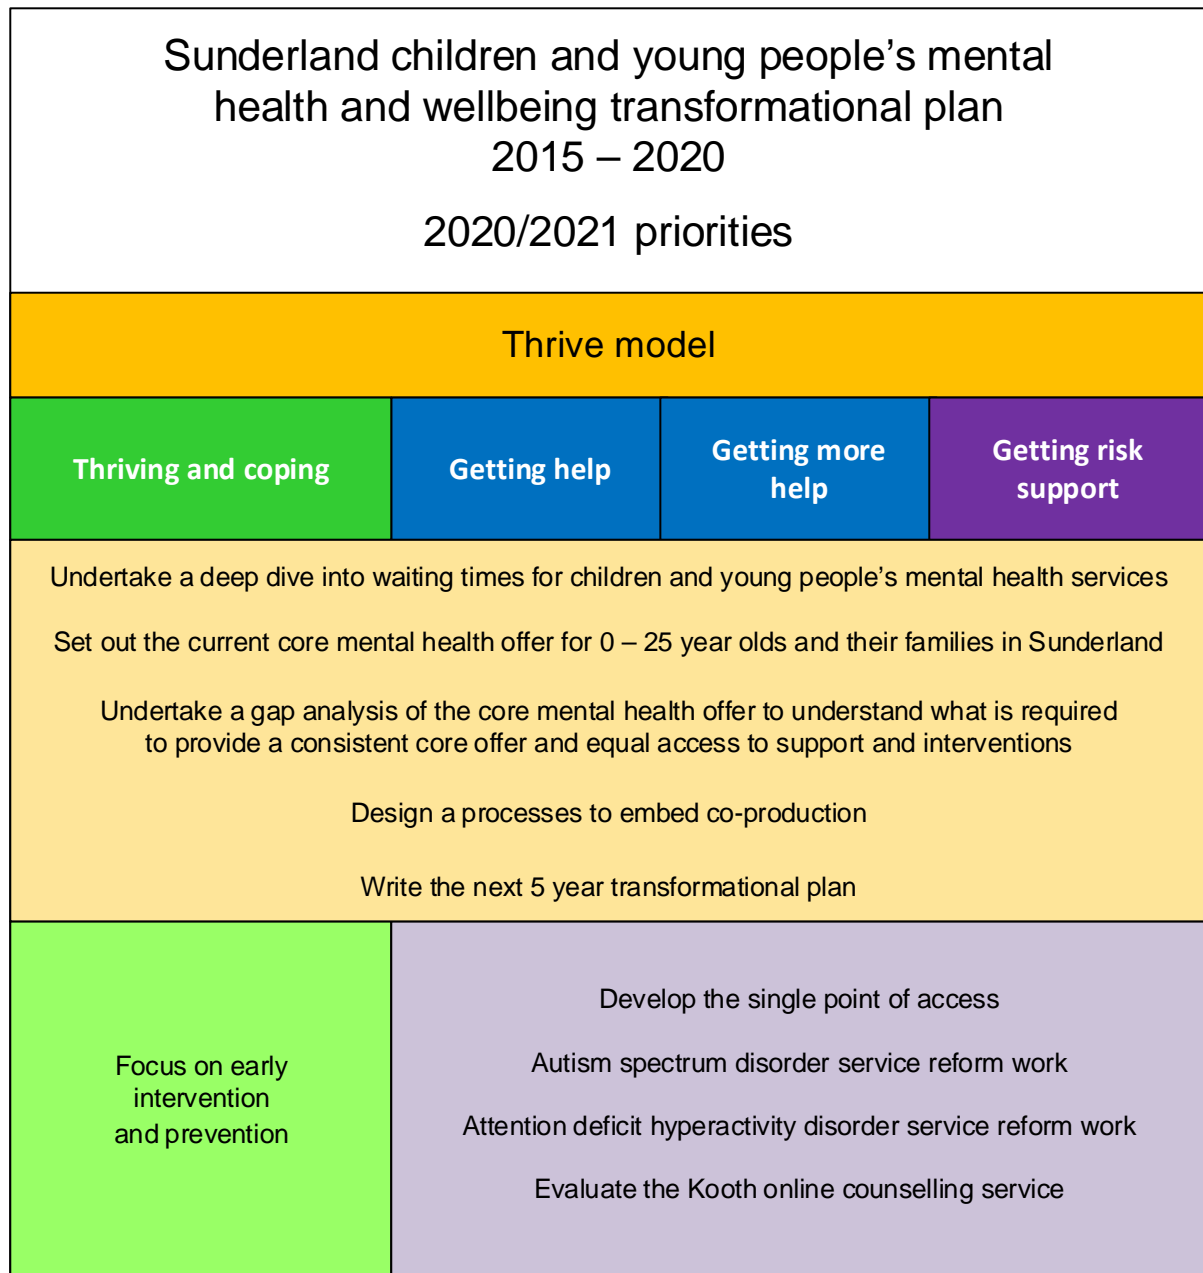 Sunderland children and young people’s mental
health and wellbeing transformational plan
2015 – 2020
2020/2021 priorities
Thrive model
Thriving and coping
Getting help
Getting more
help
Getting risk
support
Undertake a deep dive into waiting times for children and young people’s mental health services
Set out the current core mental health offer for 0 – 25 year olds and their families in Sunderland
Undertake a gap analysis of the core mental health offer to understand what is required
to provide a consistent core offer and equal access to support and interventions
Design a processes to embed co-production
Write the next 5 year transformational plan
Focus on early
intervention
and prevention
Develop the single point of access
Autism spectrum disorder service reform work
Attention deficit hyperactivity disorder service reform work
Evaluate the Kooth online counselling service